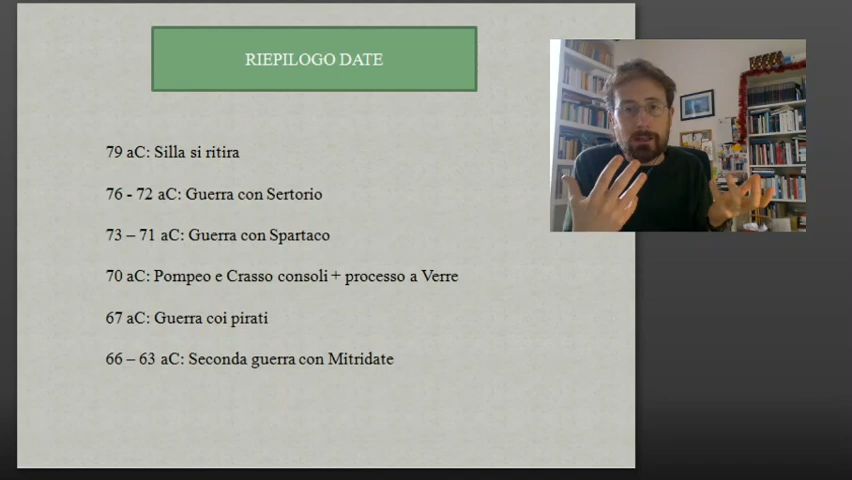 RIEPILOGO DATE
79 aC: Silla si ritira
76 - 72 aC: Guerra con Sertorio
73 – 71 aC: Guerra con Spartaco
70 aC: Pompeo e Crasso consoli + processo a Verre
67 aC: Guerra coi pirati
66 – 63 aC: Seconda guerra con Mitridate